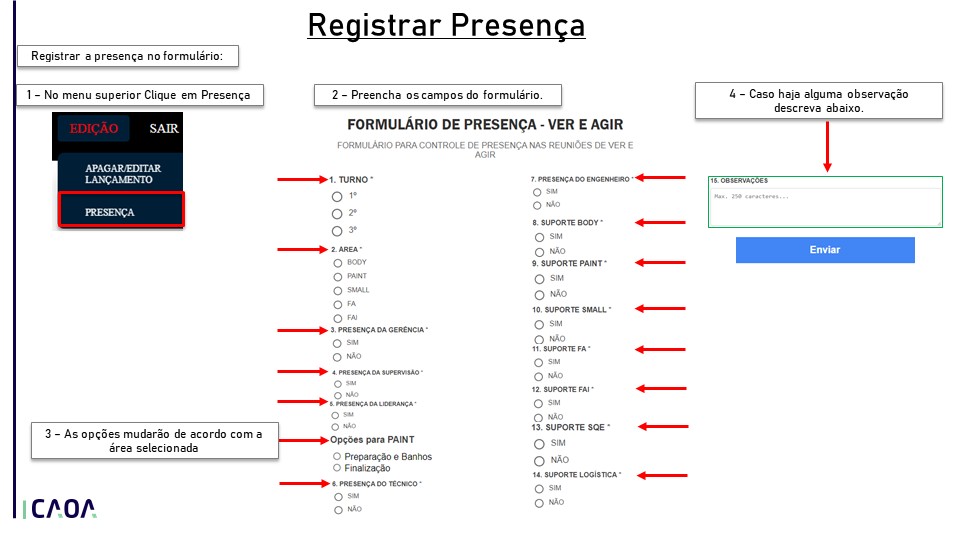 Registrar Presença
Registrar a presença no formulário:
1 – No menu superior Clique em Presença
EDIÇÃO SAIR
APAGAR/EDITAR
LANÇAMENTO
PRESENÇA
2 – Preencha os campos do formulário.
FORMULÁRIO DE PRESENÇA - VER E AGIR
FORMULÁRIO PARA CONTROLE DE PRESENÇA NAS REUNIÕES DE VER E
AGIR
1. TURNO *
1º
2º
3º
2. ÁREA *
BODY
PAINT
SMALL
FA
FAI
3. PRESENÇA DA GERÊNCIA *
SIM
NÃO
4. PRESENÇA DA SUPERVISÃO *
SIM
NÃO
5. PRESENÇA DA LIDERANÇA *
SIM
NÃO
3 – As opções mudarão de acordo com a
área selecionada
Opções para PAINT
Preparação e Banhos
Finalização
6. PRESENÇA DO TÉCNICO *
SIM
NÃO
7. PRESENÇA DO ENGENHEIRO *
SIM
NÃO
8. SUPORTE BODY *
SIM
NÃO
9. SUPORTE PAINT *
SIM
NÃO
10. SUPORTE SMALL *
SIM
NÃO
11. SUPORTE FA *
SIM
NÃO
12. SUPORTE FAI *
SIM
NÃO
13. SUPORTE SQE *
SIM
NÃO
14. SUPORTE LOGÍSTICA *
SIM
NÃO
4 – Caso haja alguma observação
descreva abaixo.
15. OBSERVAÇÕES
Max. 250 caracteres...
Enviar
CAOA